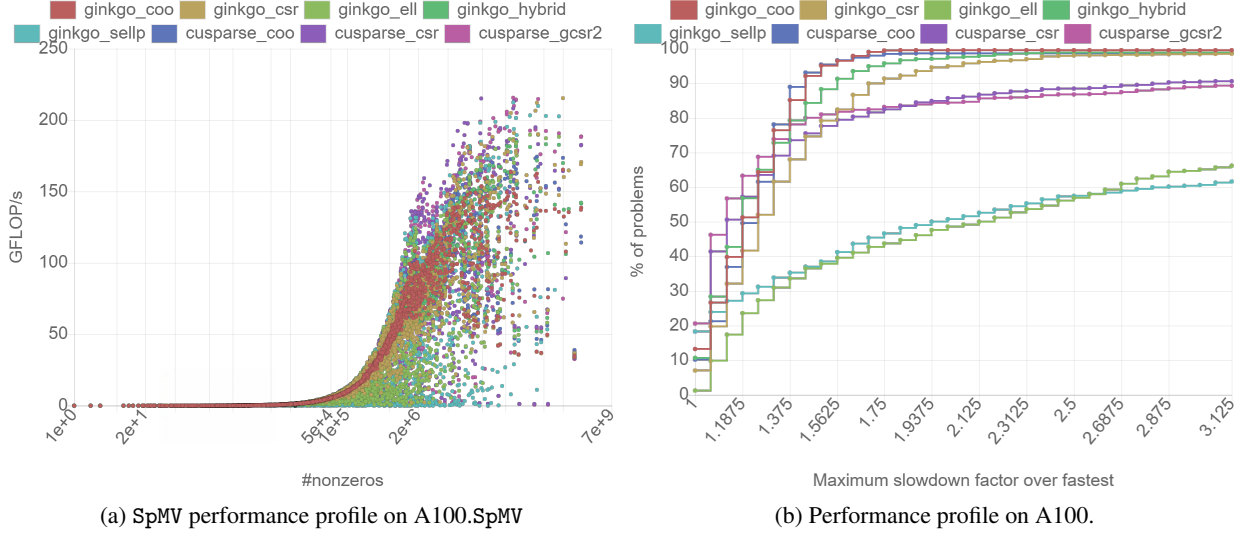 ginkgo_coo ginkgo_csr ginkgo_ell ginkgo_hybrid
ginkgo_sellp cusparse_coo cusparse_csr cusparse_gcsr2
250
200
150
100
50
0
GFLOP/s
1e+0 2e+1 5e+4 1e+5 2e+6 7e+9
#nonzeros
(a) SpMV performance profile on A100.SpMV
ginkgo_coo ginkgo_csr ginkgo_ell ginkgo_hybrid
ginkgo_sellp cusparse_coo cusparse_csr cusparse_gcsr2
100
90
80
70
60
50
40
30
20
10
0
% of problems
1 1.1875 1.375 1.5625 1.75 1.9375 2.125 2.3125 2.5 2.6875 2.875 3.125
Maximum slowdown factor over fastest
(b) Performance profile on A100.